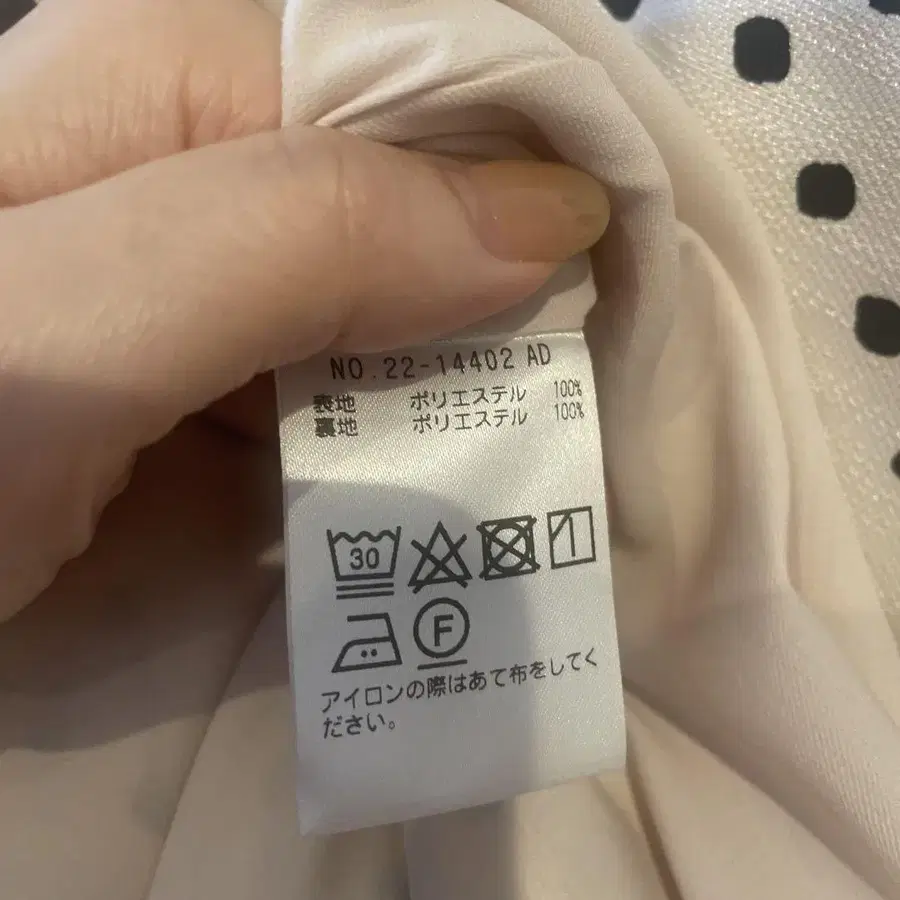 NO.22-14402 AD
表地 ポリエステル 100%
裏地 ポリエステル 100%
30
F
アイロンの際はあて布をしてく
ださい。